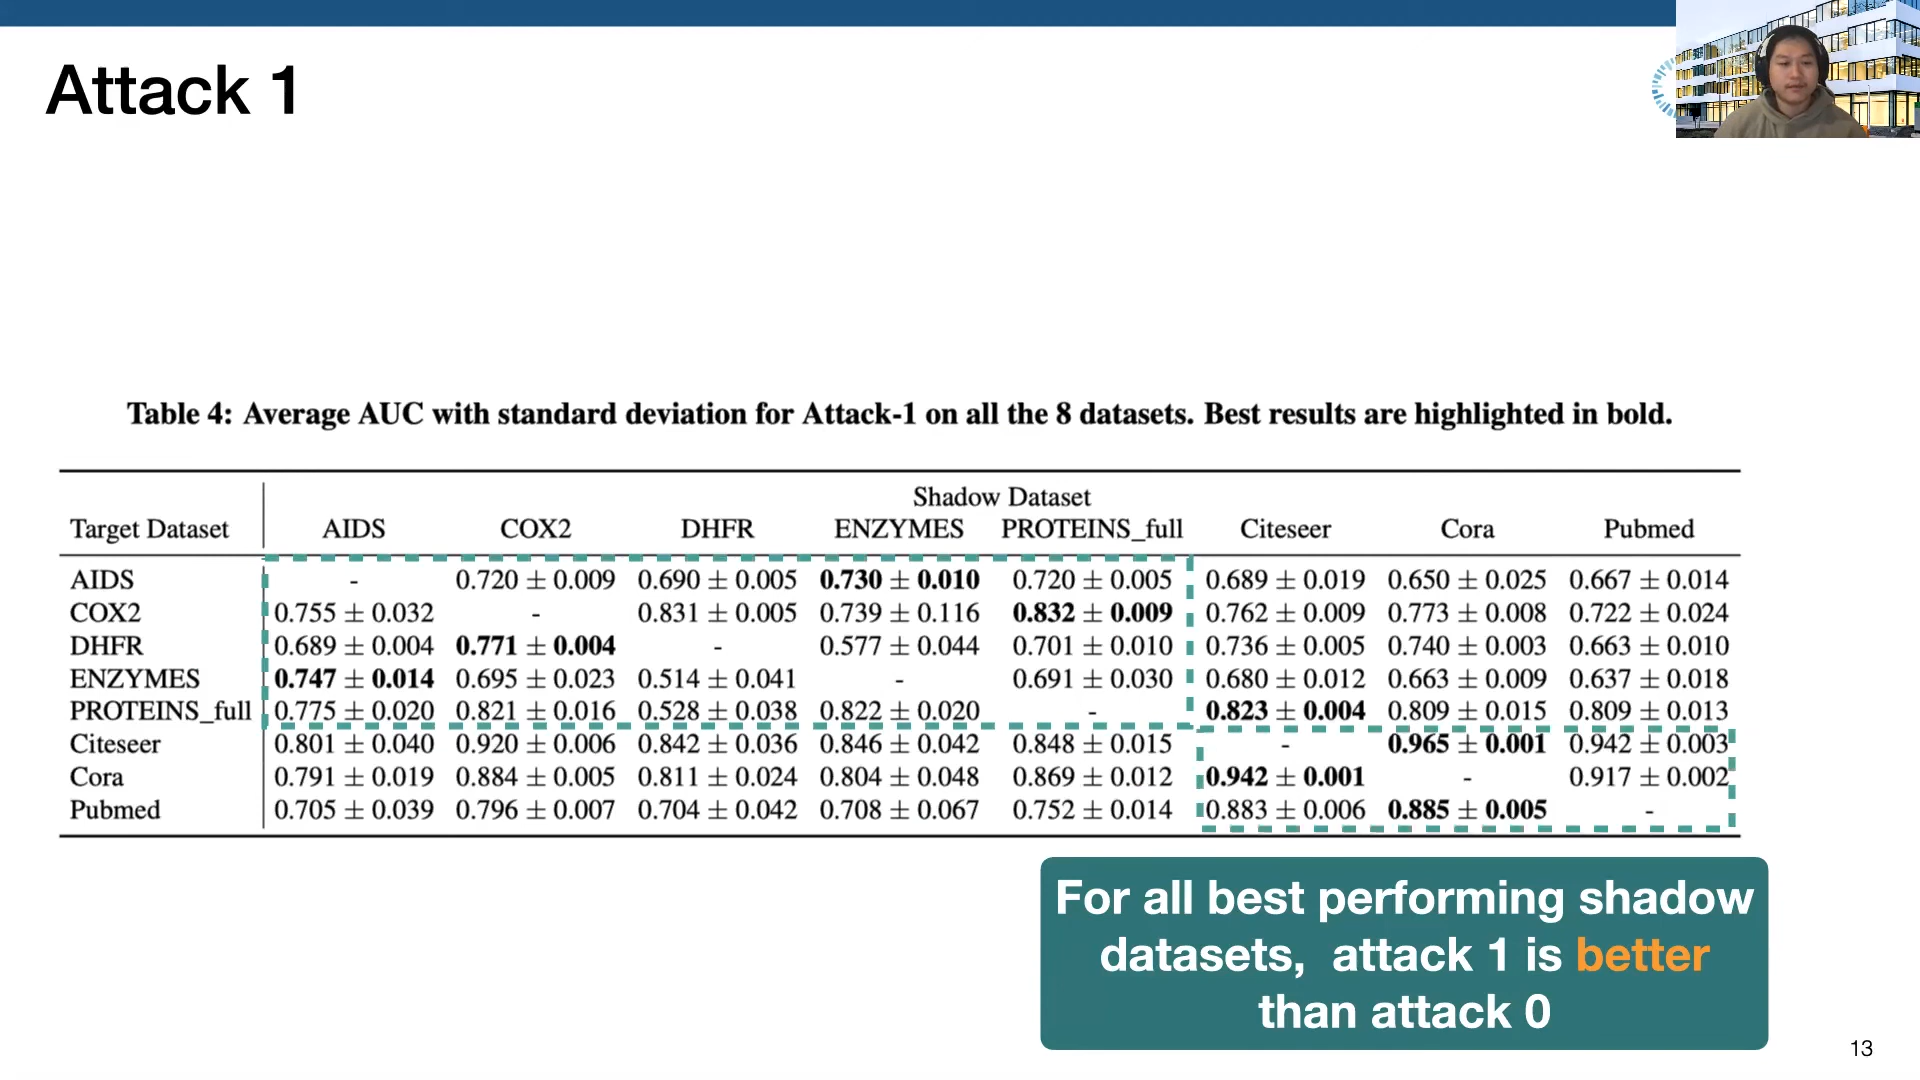 Attack 1
Table 4: Average AUC with standard deviation for Attack-1 on all the 8 datasets. Best results are highlighted in bold.
Shadow Dataset
Target Dataset AIDS COX2 DHFR ENZYMES PROTEINS_full Citeseer Cora Pubmed
AIDS - 0.720 ± 0.009 0.690 ± 0.005 0.730 ± 0.010 0.720 ± 0.005 0.689 ± 0.019 0.650 ± 0.025 0.667 ± 0.014
COX2 0.755 ± 0.032 - 0.831 ± 0.005 0.739 ± 0.116 0.832 ± 0.009 0.762 ± 0.009 0.773 ± 0.008 0.722 ± 0.024
DHFR 0.689 ± 0.004 0.771 ± 0.004 - 0.577 ± 0.044 0.701 ± 0.010 0.736 ± 0.005 0.740 ± 0.003 0.663 ± 0.010
ENZYMES 0.747 ± 0.014 0.695 ± 0.023 0.514 ± 0.041 - 0.691 ± 0.030 0.680 ± 0.012 0.663 ± 0.009 0.637 ± 0.018
PROTEINS_full 0.775 ± 0.020 0.821 ± 0.016 0.528 ± 0.038 0.822 ± 0.020 - 0.823 ± 0.004 0.809 ± 0.015 0.809 ± 0.013
Citeseer 0.801 ± 0.040 0.920 ± 0.006 0.842 ± 0.036 0.846 ± 0.042 0.848 ± 0.015 - 0.965 ± 0.001 0.942 ± 0.003
Cora 0.791 ± 0.019 0.884 ± 0.005 0.811 ± 0.024 0.804 ± 0.048 0.869 ± 0.012 0.942 ± 0.001 - 0.917 ± 0.002
Pubmed 0.705 ± 0.039 0.796 ± 0.007 0.704 ± 0.042 0.708 ± 0.067 0.752 ± 0.014 0.883 ± 0.006 0.885 ± 0.005 -
For all best performing shadow
datasets, attack 1 is better
than attack 0
13